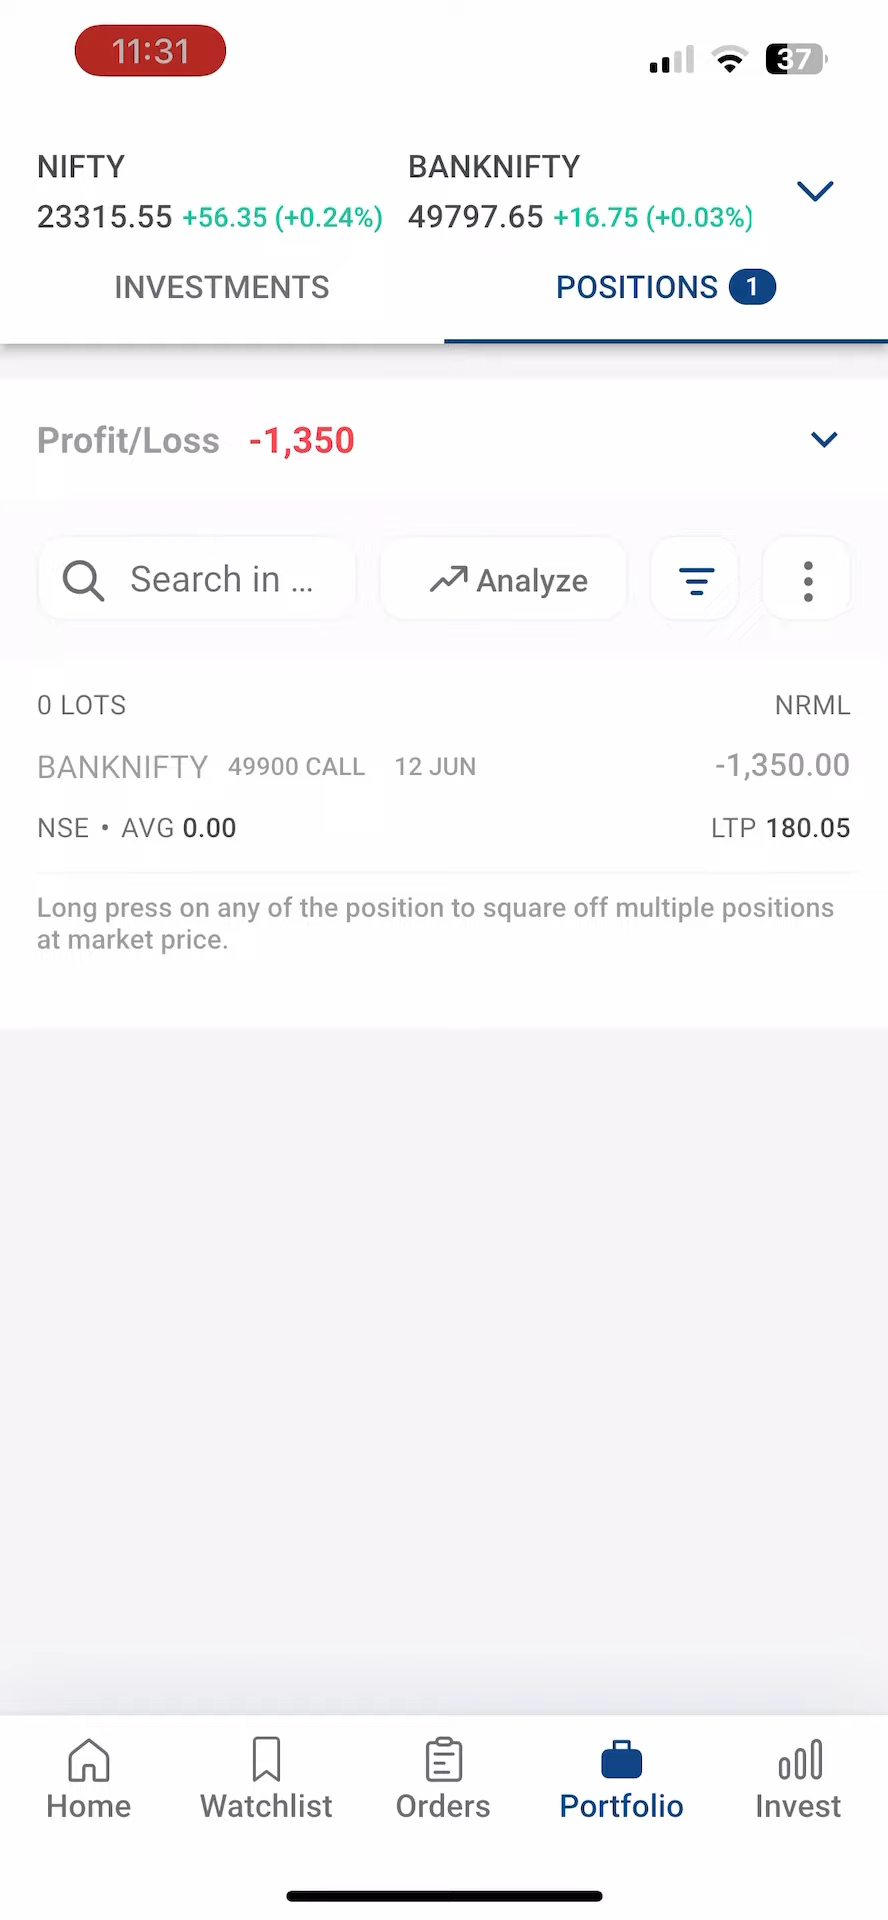 11:31
37
NIFTY BANKNIFTY
23315.55 +56.35 (+0.24%) 49797.65 +16.75 (+0.03%)
INVESTMENTS POSITIONS 1
Profit/Loss -1,350
Search in ... Analyze
0 LOTS NRML
BANKNIFTY 49900 CALL 12 JUN -1,350.00
NSE • AVG 0.00 LTP 180.05
Long press on any of the position to square off multiple positions
at market price.
Home Watchlist Orders Portfolio Invest